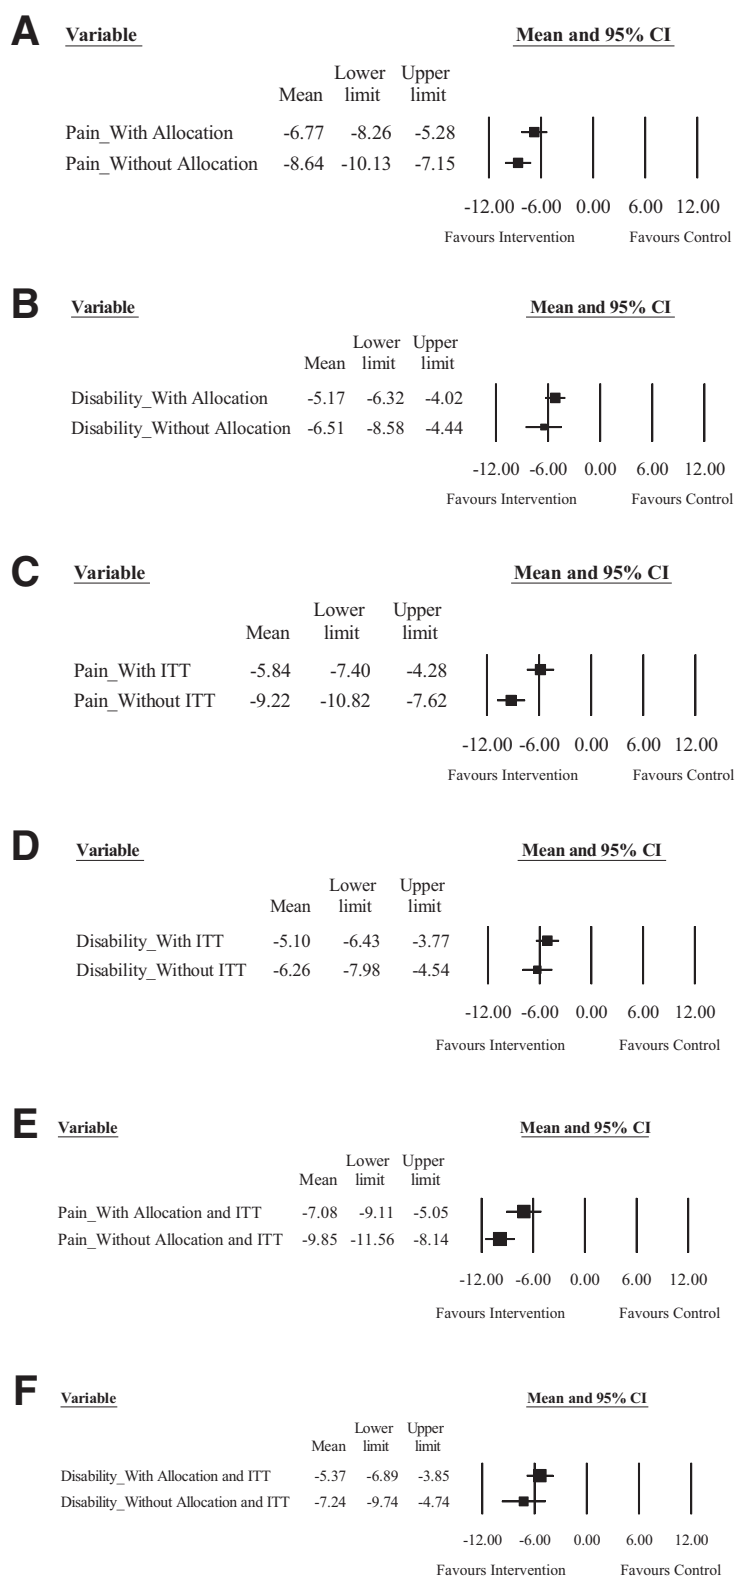 A Variable Mean and 95% CI
Lower Upper
Mean limit limit
Pain_With Allocation -6.77 -8.26 -5.28
Pain_Without Allocation -8.64 -10.13 -7.15
-12.00 -6.00 0.00 6.00 12.00
Favours Intervention Favours Control
B Variable Mean and 95% CI
Lower Upper
Mean limit limit
Disability_With Allocation -5.17 -6.32 -4.02
Disability_Without Allocation -6.51 -8.58 -4.44
-12.00 -6.00 0.00 6.00 12.00
Favours Intervention Favours Control
C Variable Mean and 95% CI
Lower Upper
Mean limit limit
Pain_With ITT -5.84 -7.40 -4.28
Pain_Without ITT -9.22 -10.82 -7.62
-12.00 -6.00 0.00 6.00 12.00
Favours Intervention Favours Control
D Variable Mean and 95% CI
Lower Upper
Mean limit limit
Disability_With ITT -5.10 -6.43 -3.77
Disability_Without ITT -6.26 -7.98 -4.54
-12.00 -6.00 0.00 6.00 12.00
Favours Intervention Favours Control
E Variable Mean and 95% CI
Lower Upper
Mean limit limit
Pain_With Allocation and ITT -7.08 -9.11 -5.05
Pain_Without Allocation and ITT -9.85 -11.56 -8.14
-12.00 -6.00 0.00 6.00 12.00
Favours Intervention Favours Control
F Variable Mean and 95% CI
Lower Upper
Mean limit limit
Disability_With Allocation and ITT -5.37 -6.89 -3.85
Disability_Without Allocation and ITT -7.24 -9.74 -4.74
-12.00 -6.00 0.00 6.00 12.00
Favours Intervention Favours Control